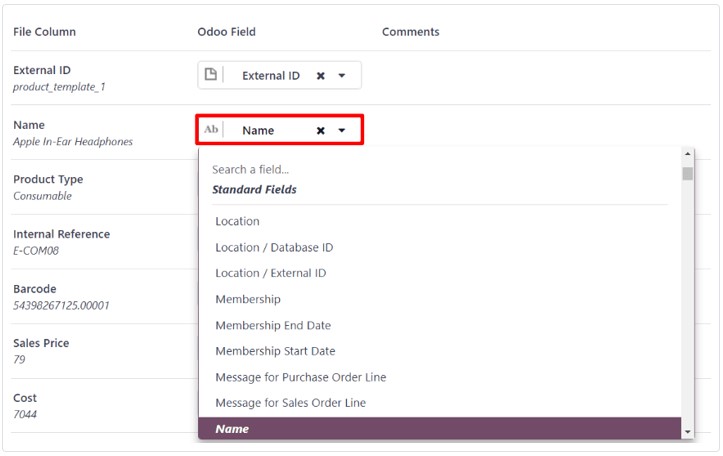 File Column Odoo Field Comments
External ID
product_template_1
External ID
Name
Apple In-Ear Headphones
Ab Name
Search a field...
Standard Fields
Location
Location / Database ID
Location / External ID
Membership
Membership End Date
Membership Start Date
Message for Purchase Order Line
Message for Sales Order Line
Name
Product Type
Consumable
Internal Reference
E-COM08
Barcode
54398267125.00001
Sales Price
79
Cost
7044